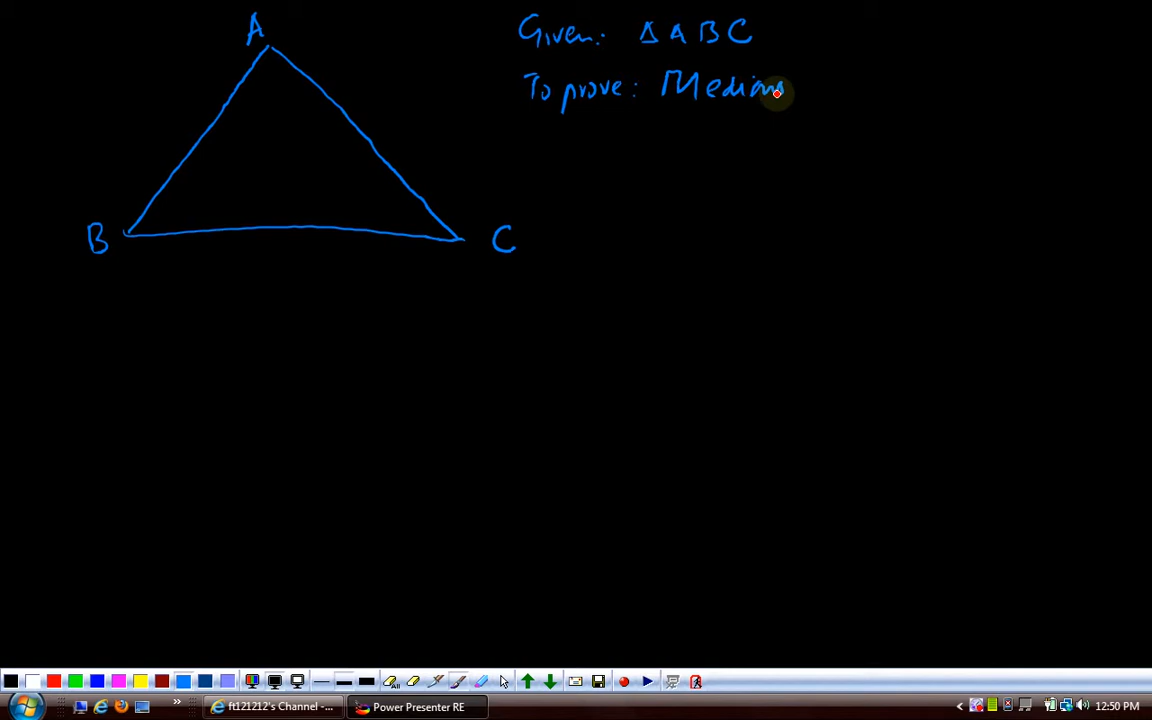 A
Given: Δ A B C
To prove: Median
B
C
ft121212's Channel -...
Power Presenter RE
12:50 PM